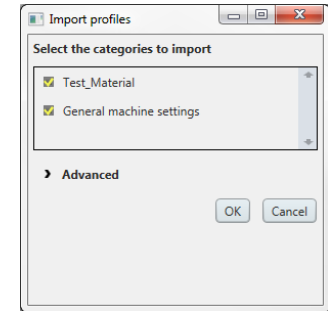 Import profiles
Select the categories to import
Test_Material
General machine settings
Advanced
OK Cancel